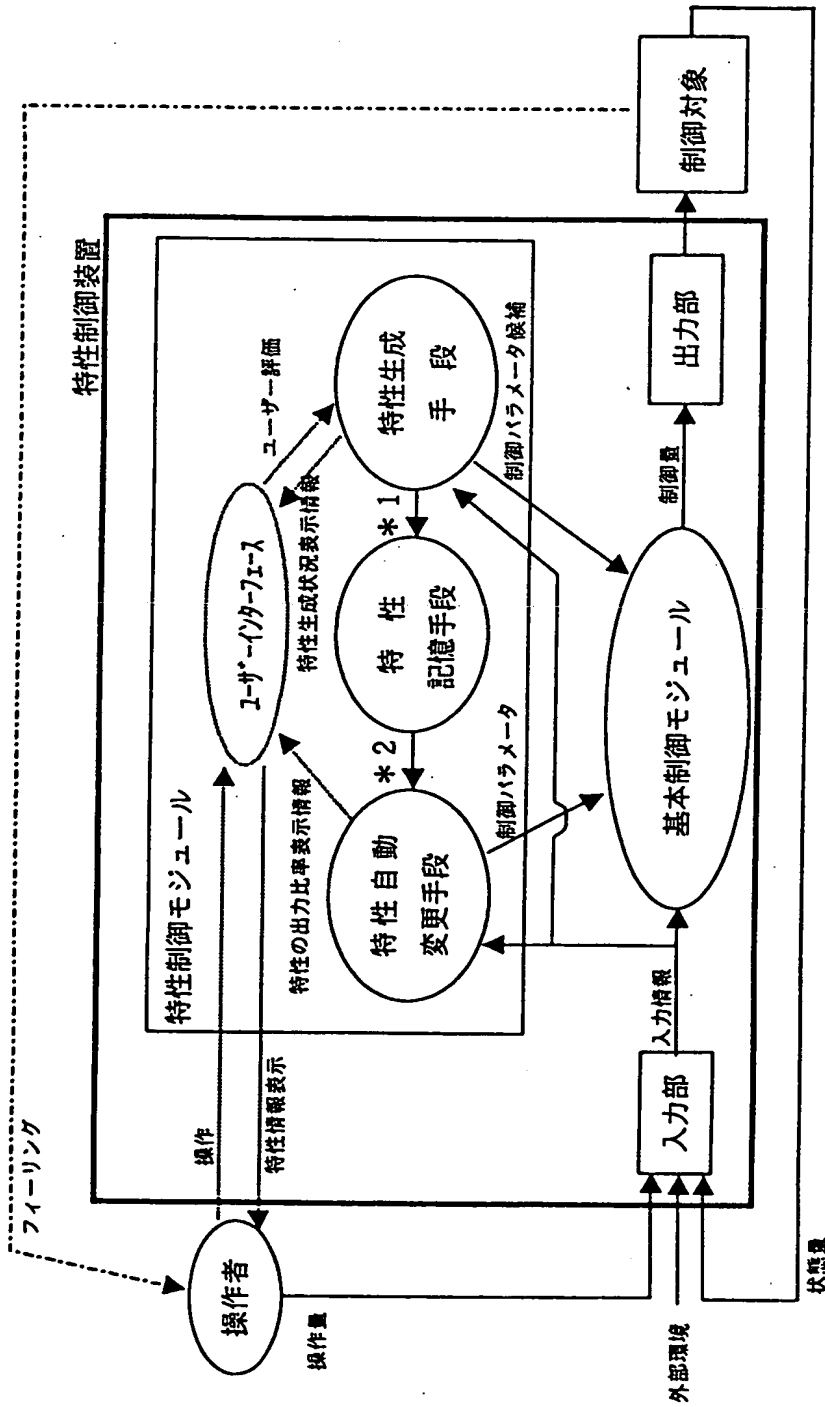 フィーリング
特性制御装置
特性制御モジュール
操作者
操作
特性情報表示
操作量
ユーザーインターフェース
ユーザー評価
特性生成状況表示情報
特性の出力比率表示情報
特性自動
変更手段
*2
特性
記憶手段
*1
特性生成
手段
制御パラメータ
制御パラメータ候補
外部環境
状態量
入力部
入力情報
基本制御モジュール
制御量
出力部
制御対象